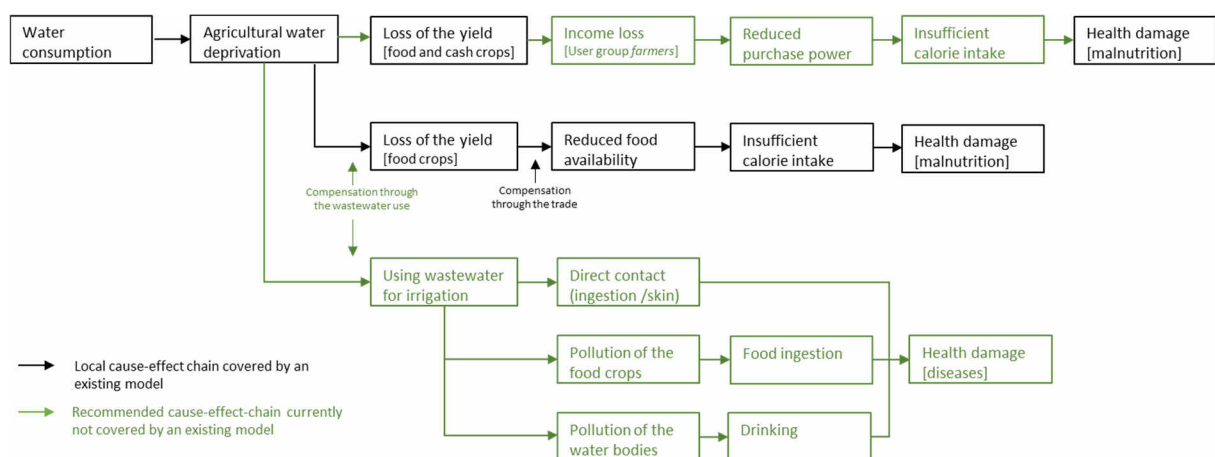 Water
consumption
Agricultural water
deprivation
Loss of the yield
[food and cash crops]
Income loss
[User group farmers]
Reduced
purchase power
Insufficient
calorie intake
Health damage
[malnutrition]
Loss of the yield
[food crops]
Reduced food
availability
Insufficient
calorie intake
Health damage
[malnutrition]
Compensation through
the wastewater use
Compensation
through the trade
Using wastewater
for irrigation
Direct contact
(ingestion /skin)
Pollution of the
food crops
Food ingestion
Health damage
[diseases]
Pollution of the
water bodies
Drinking
Local cause-effect chain covered by an
existing model
Recommended cause-effect-chain currently
not covered by an existing model